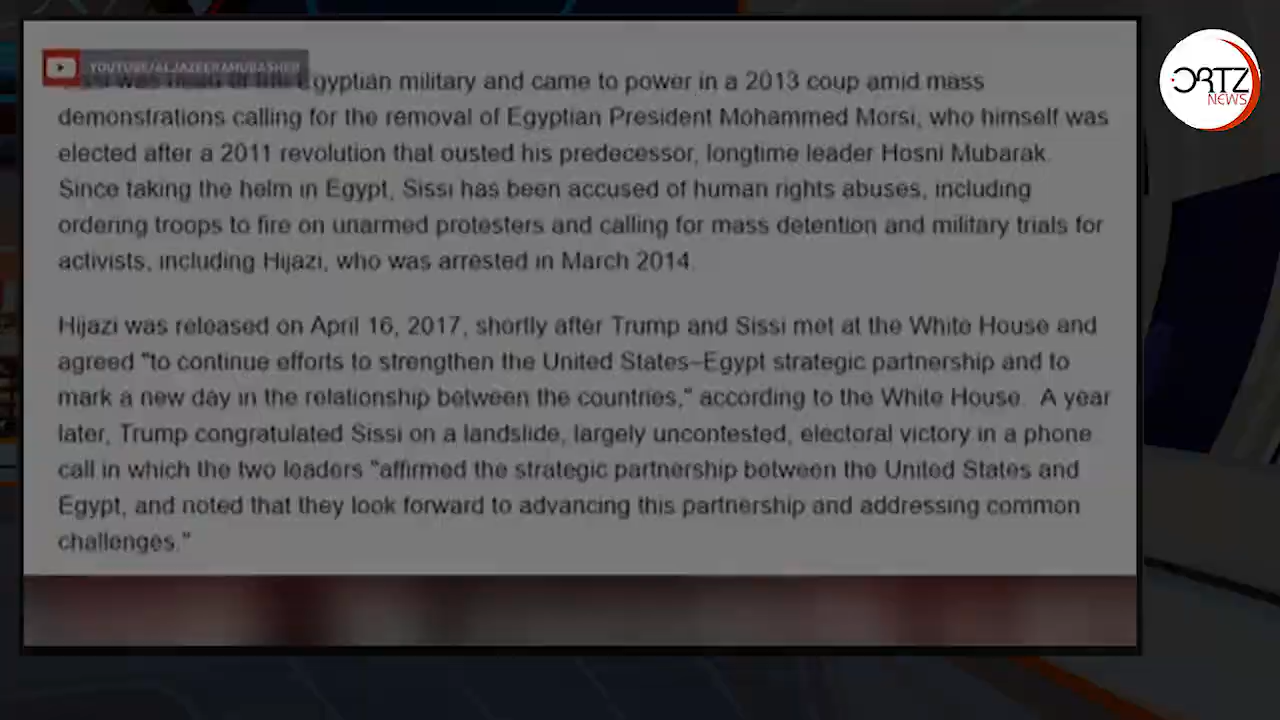 YOUTUBE/ALJAZEERAMUBASHER
Egyptian military and came to power in a 2013 coup amid mass
demonstrations calling for the removal of Egyptian President Mohammed Morsi, who himself was
elected after a 2011 revolution that ousted his predecessor, longtime leader Hosni Mubarak.
Since taking the helm in Egypt, Sissi has been accused of human rights abuses, including
ordering troops to fire on unarmed protesters and calling for mass detention and military trials for
activists, including Hijazi, who was arrested in March 2014.
Hijazi was released on April 16, 2017, shortly after Trump and Sissi met at the White House and
agreed "to continue efforts to strengthen the United States–Egypt strategic partnership and to
mark a new day in the relationship between the countries," according to the White House. A year
later, Trump congratulated Sissi on a landslide, largely uncontested, electoral victory in a phone
call in which the two leaders "affirmed the strategic partnership between the United States and
Egypt, and noted that they look forward to advancing this partnership and addressing common
challenges."
ORTZ
NEWS